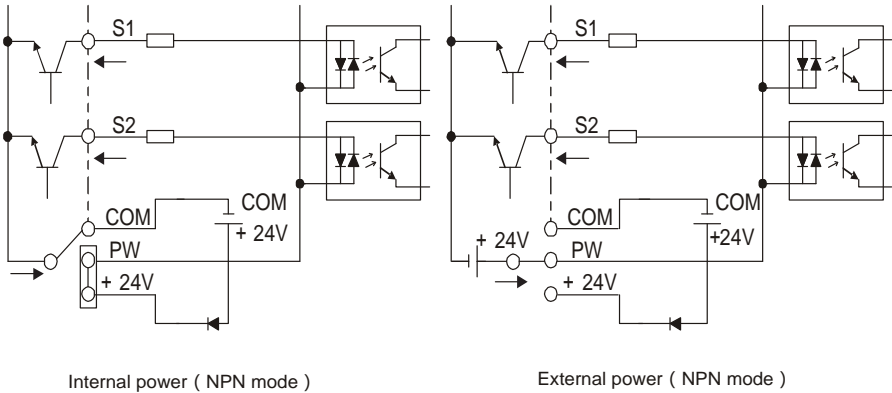 S1
S2
COM
COM
+ 24V
PW
+ 24V
Internal power ( NPN mode )
S1
S2
COM
COM
+24V
+ 24V
PW
+ 24V
External power ( NPN mode )